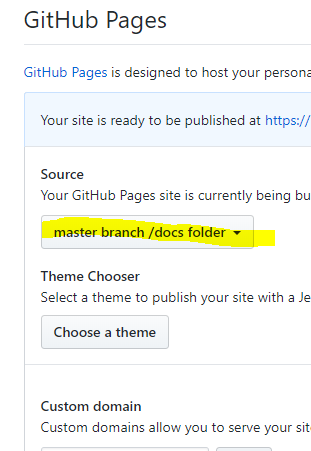 GitHub Pages
GitHub Pages is designed to host your persona
Your site is ready to be published at https://
Source
Your GitHub Pages site is currently being bu
master branch /docs folder
Theme Chooser
Select a theme to publish your site with a Je
Choose a theme
Custom domain
Custom domains allow you to serve your site